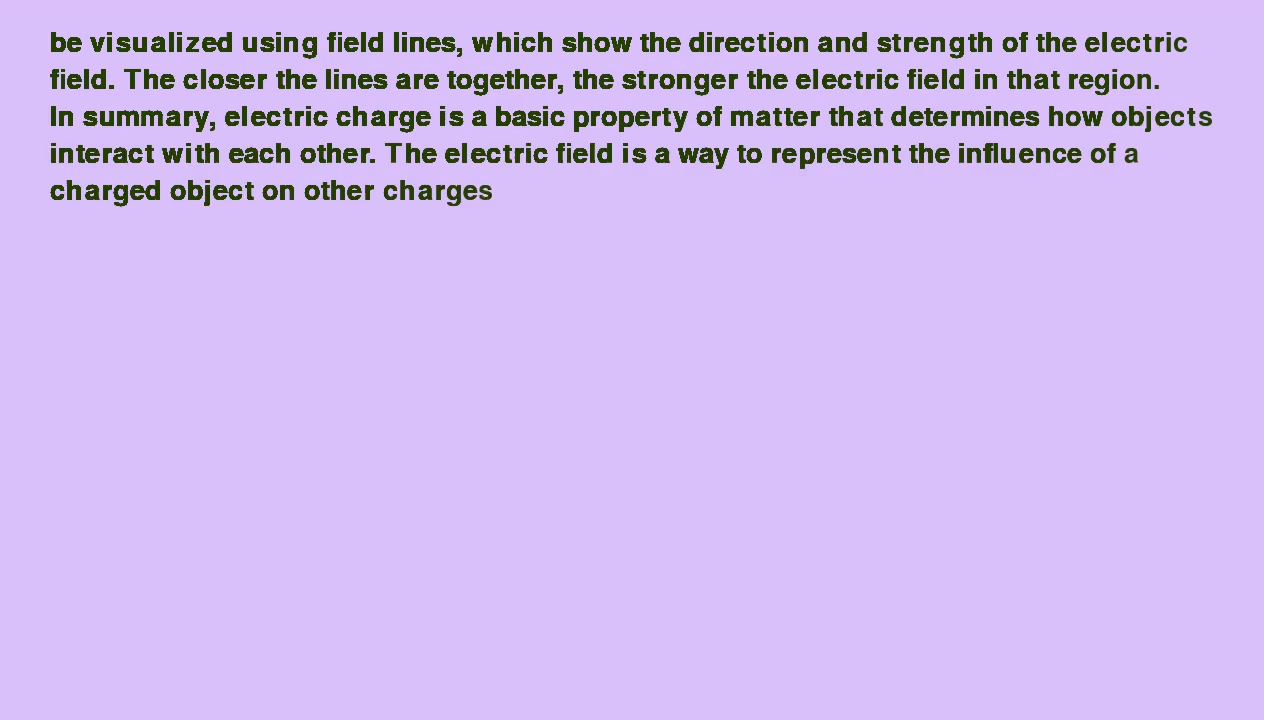 be visualized using field lines, which show the direction and strength of the electric
field. The closer the lines are together, the stronger the electric field in that region.
In summary, electric charge is a basic property of matter that determines how objects
interact with each other. The electric field is a way to represent the influence of a
charged object on other charges